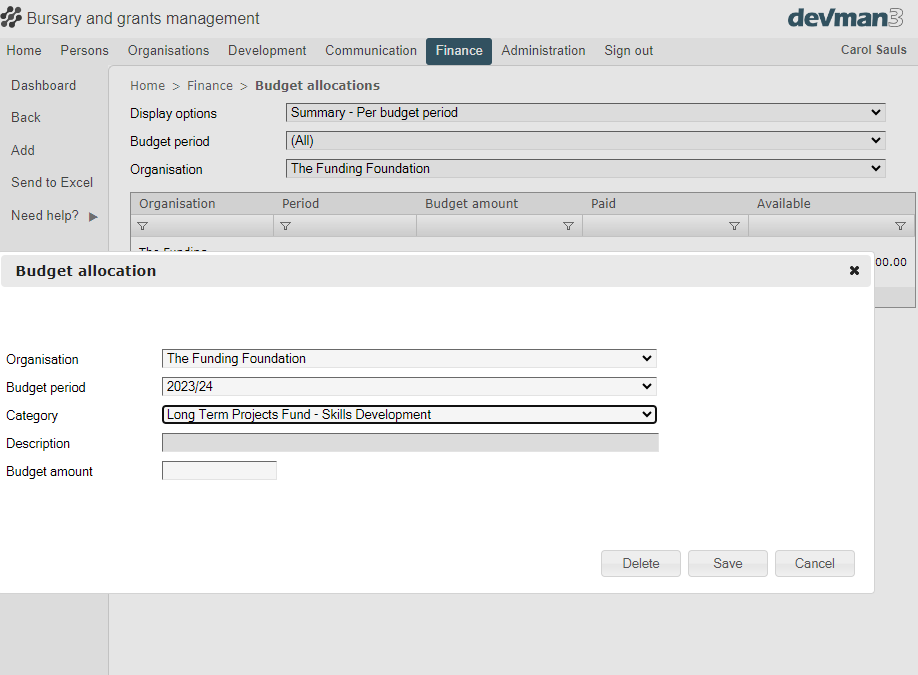 Bursary and grants management
devman3
Home Persons Organisations Development Communication Finance Administration Sign out Carol Sauls
Dashboard
Back
Add
Send to Excel
Need help?
Home > Finance > Budget allocations
Display options Summary - Per budget period
Budget period (All)
Organisation The Funding Foundation
Organisation Period Budget amount Paid Available
The Funding
00.00
Budget allocation
Organisation The Funding Foundation
Budget period 2023/24
Category Long Term Projects Fund - Skills Development
Description
Budget amount
Delete Save Cancel